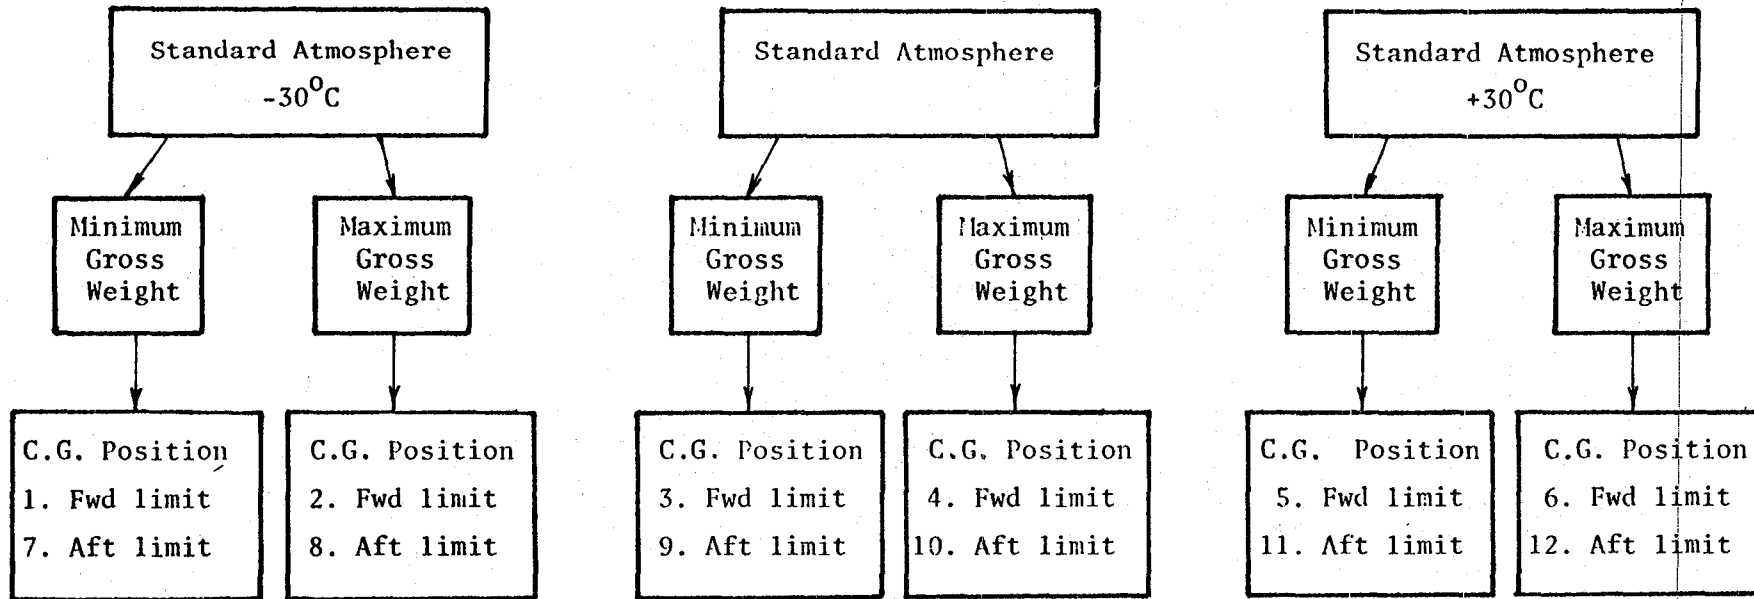 Standard Atmosphere
-30°C
Standard Atmosphere
Standard Atmosphere
+30°C
Minimum
Gross
Weight
Maximum
Gross
Weight
Minimum
Gross
Weight
Maximum
Gross
Weight
Minimum
Gross
Weight
Maximum
Gross
Weight
C.G. Position
1. Fwd limit
7. Aft limit
C.G. Position
2. Fwd limit
8. Aft limit
C.G. Position
3. Fwd limit
9. Aft limit
C.G. Position
4. Fwd limit
10. Aft limit
C.G. Position
5. Fwd limit
11. Aft limit
C.G. Position
6. Fwd limit
12. Aft limit